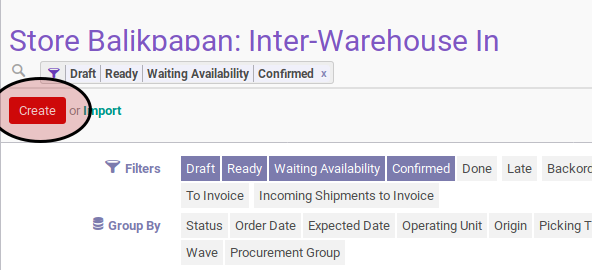 Store Balikpapan: Inter-Warehouse In
Draft Ready Waiting Availability Confirmed x
Create or Import
Filters Draft Ready Waiting Availability Confirmed Done Late Backord
To Invoice Incoming Shipments to Invoice
Group By Status Order Date Expected Date Operating Unit Origin Picking T
Wave Procurement Group